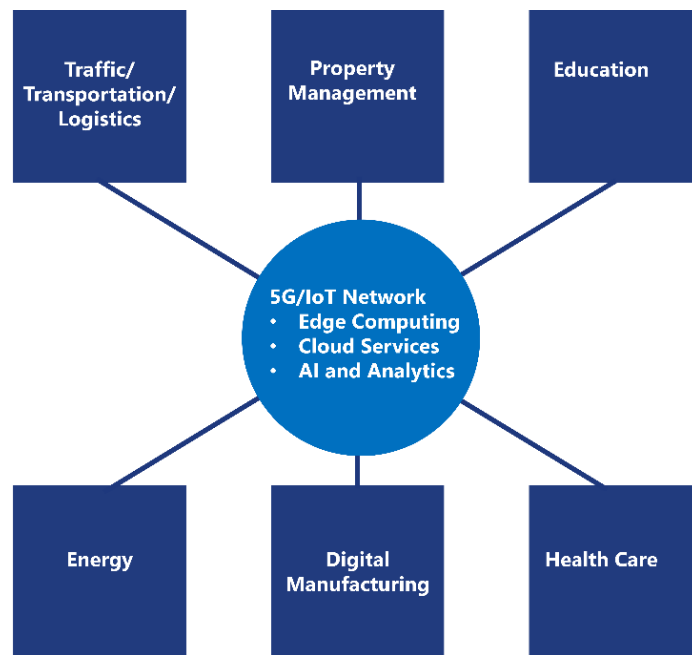 Traffic/
Transportation/
Logistics
Property
Management
Education
5G/IoT Network
• Edge Computing
• Cloud Services
• AI and Analytics
Energy
Digital
Manufacturing
Health Care